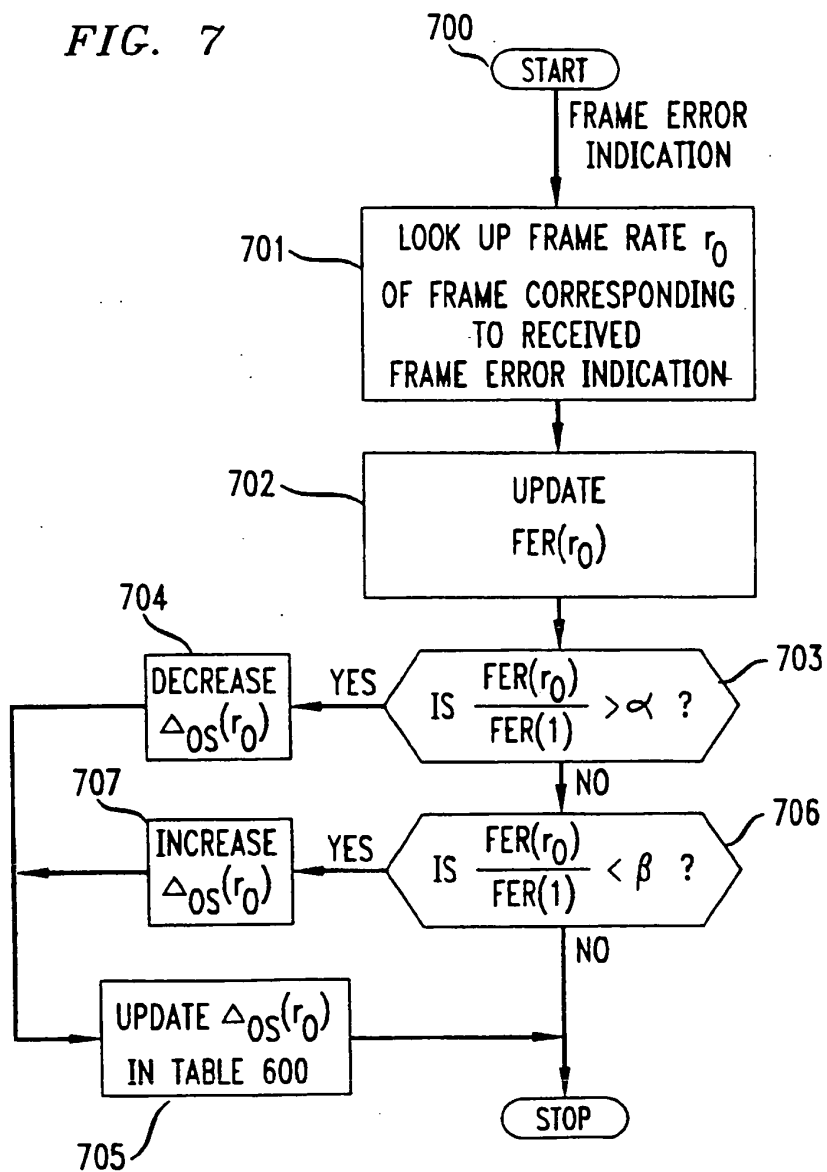 FIG. 7
700
START
FRAME ERROR
INDICATION
701
LOOK UP FRAME RATE r0
OF FRAME CORRESPONDING
TO RECEIVED
FRAME ERROR INDICATION
702
UPDATE
FER(r0)
703
IS FER(r0)/FER(1) > α ?
YES
704
DECREASE
ΔOS(r0)
NO
706
IS FER(r0)/FER(1) < β ?
YES
707
INCREASE
ΔOS(r0)
NO
UPDATE ΔOS(r0)
IN TABLE 600
705
STOP